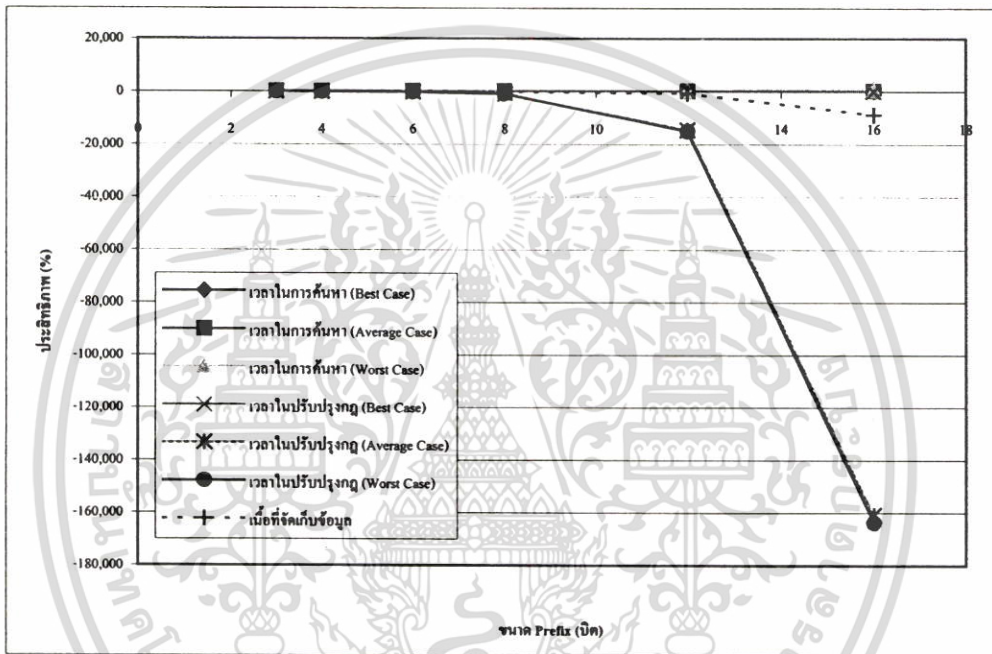 20,000
0
-20,000
-40,000
-60,000
-80,000
-100,000
-120,000
-140,000
-160,000
-180,000
0 2 4 6 8 10 12 14 16 18
ประสิทธิภาพ (%)
เวลาในการค้นหา (Best Case)
เวลาในการค้นหา (Average Case)
เวลาในการค้นหา (Worst Case)
เวลาในปรับปรุงกฎ (Best Case)
เวลาในปรับปรุงกฎ (Average Case)
เวลาในปรับปรุงกฎ (Worst Case)
เนื้อที่จัดเก็บข้อมูล
ขนาด Prefix (บิต)